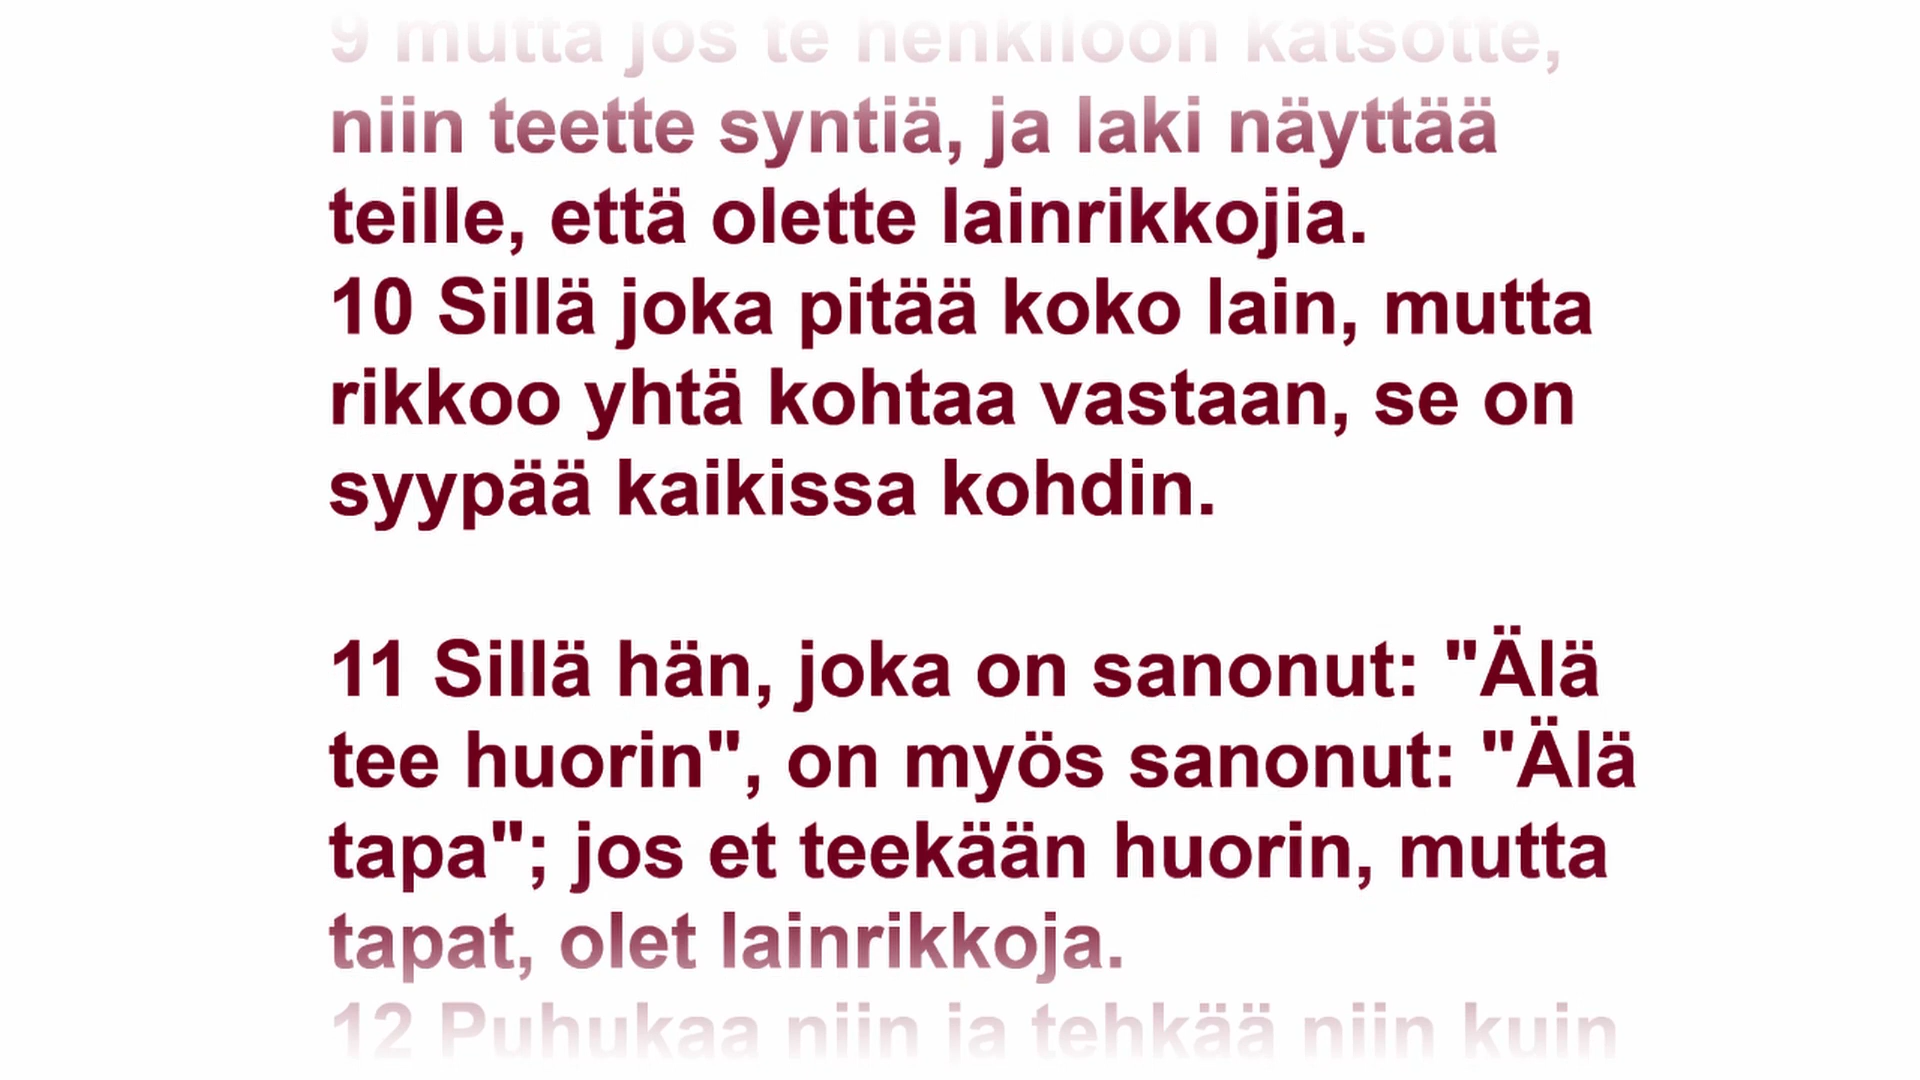 9 mutta jos te henkilöön katsotte,
niin teette syntiä, ja laki näyttää
teille, että olette lainrikkojia.
10 Sillä joka pitää koko lain, mutta
rikkoo yhtä kohtaa vastaan, se on
syypää kaikissa kohdin.
11 Sillä hän, joka on sanonut: "Älä
tee huorin", on myös sanonut: "Älä
tapa"; jos et teekään huorin, mutta
tapat, olet lainrikkoja.
12 Puhukaa niin ja tehkää niin kuin